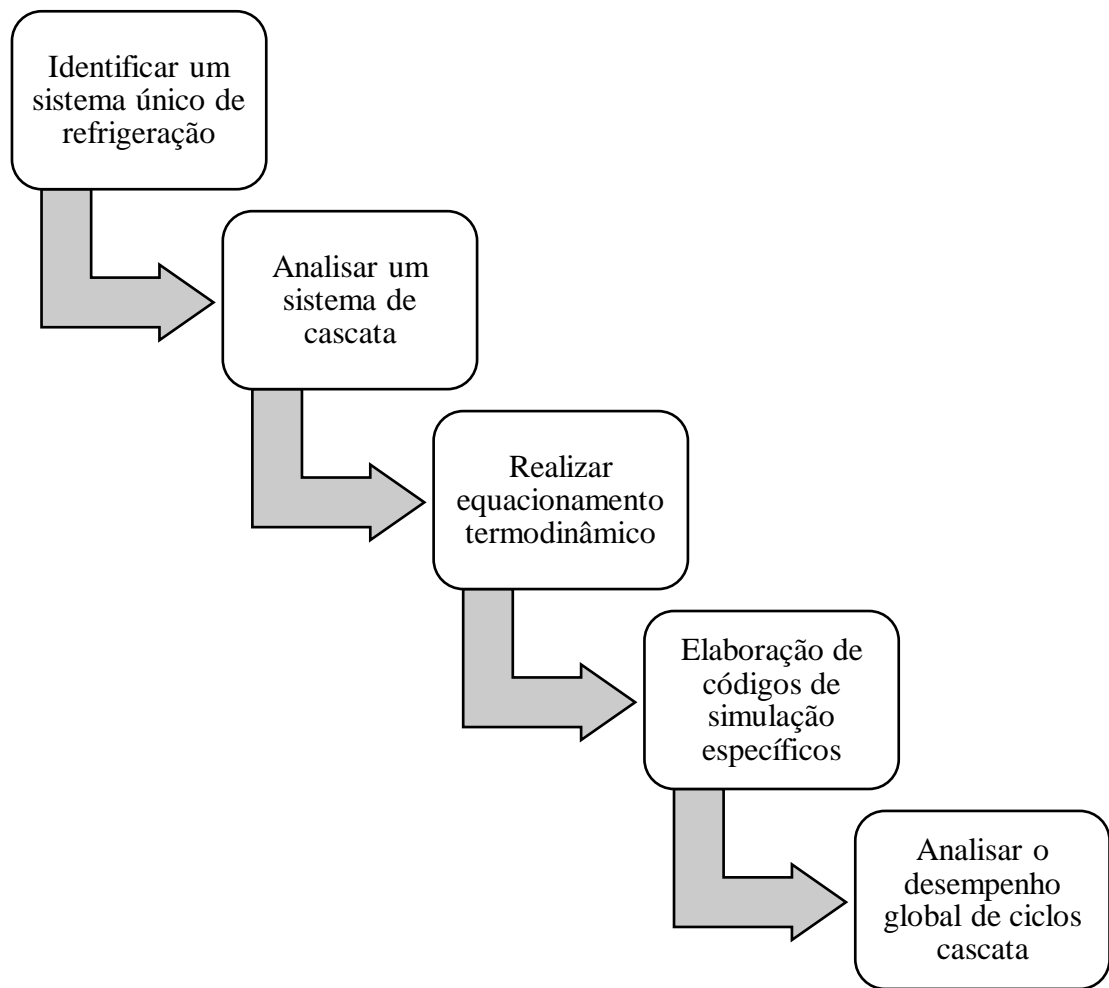 Identificar um
sistema único de
refrigeração
Analisar um
sistema de
cascata
Realizar
equacionamento
termodinâmico
Elaboração de
códigos de
simulação
específicos
Analisar o
desempenho
global de ciclos
cascata